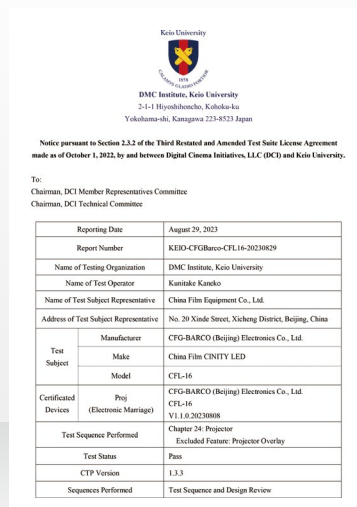 Keio University
1858
CALAMVS GLADIO FORTIOR
DMC Institute, Keio University
2-1-1 Hiyoshihoncho, Kohoku-ku
Yokohama-shi, Kanagawa 223-8523 Japan
Notice pursuant to Section 2.3.2 of the Third Restated and Amended Test Suite License Agreement
made as of October 1, 2022, by and between Digital Cinema Initiatives, LLC (DCI) and Keio University.
To:
Chairman, DCI Member Representatives Committee
Chairman, DCI Technical Committee
Reporting Date August 29, 2023
Report Number KEIO-CFGBarco-CFL16-20230829
Name of Testing Organization DMC Institute, Keio University
Name of Test Operator Kunitake Kaneko
Name of Test Subject Representative China Film Equipment Co., Ltd.
Address of Test Subject Representative No. 20 Xinde Street, Xicheng District, Beijing, China
Test Subject
Manufacturer CFG-BARCO (Beijing) Electronics Co., Ltd.
Make China Film CINITY LED
Model CFL-16
Certificated Devices
Proj (Electronic Marriage)
CFG-BARCO (Beijing) Electronics Co., Ltd.
CFL-16
V1.1.0.20230808
Test Sequence Performed
Chapter 24: Projector
Excluded Feature: Projector Overlay
Test Status Pass
CTP Version 1.3.3
Sequences Performed Test Sequence and Design Review